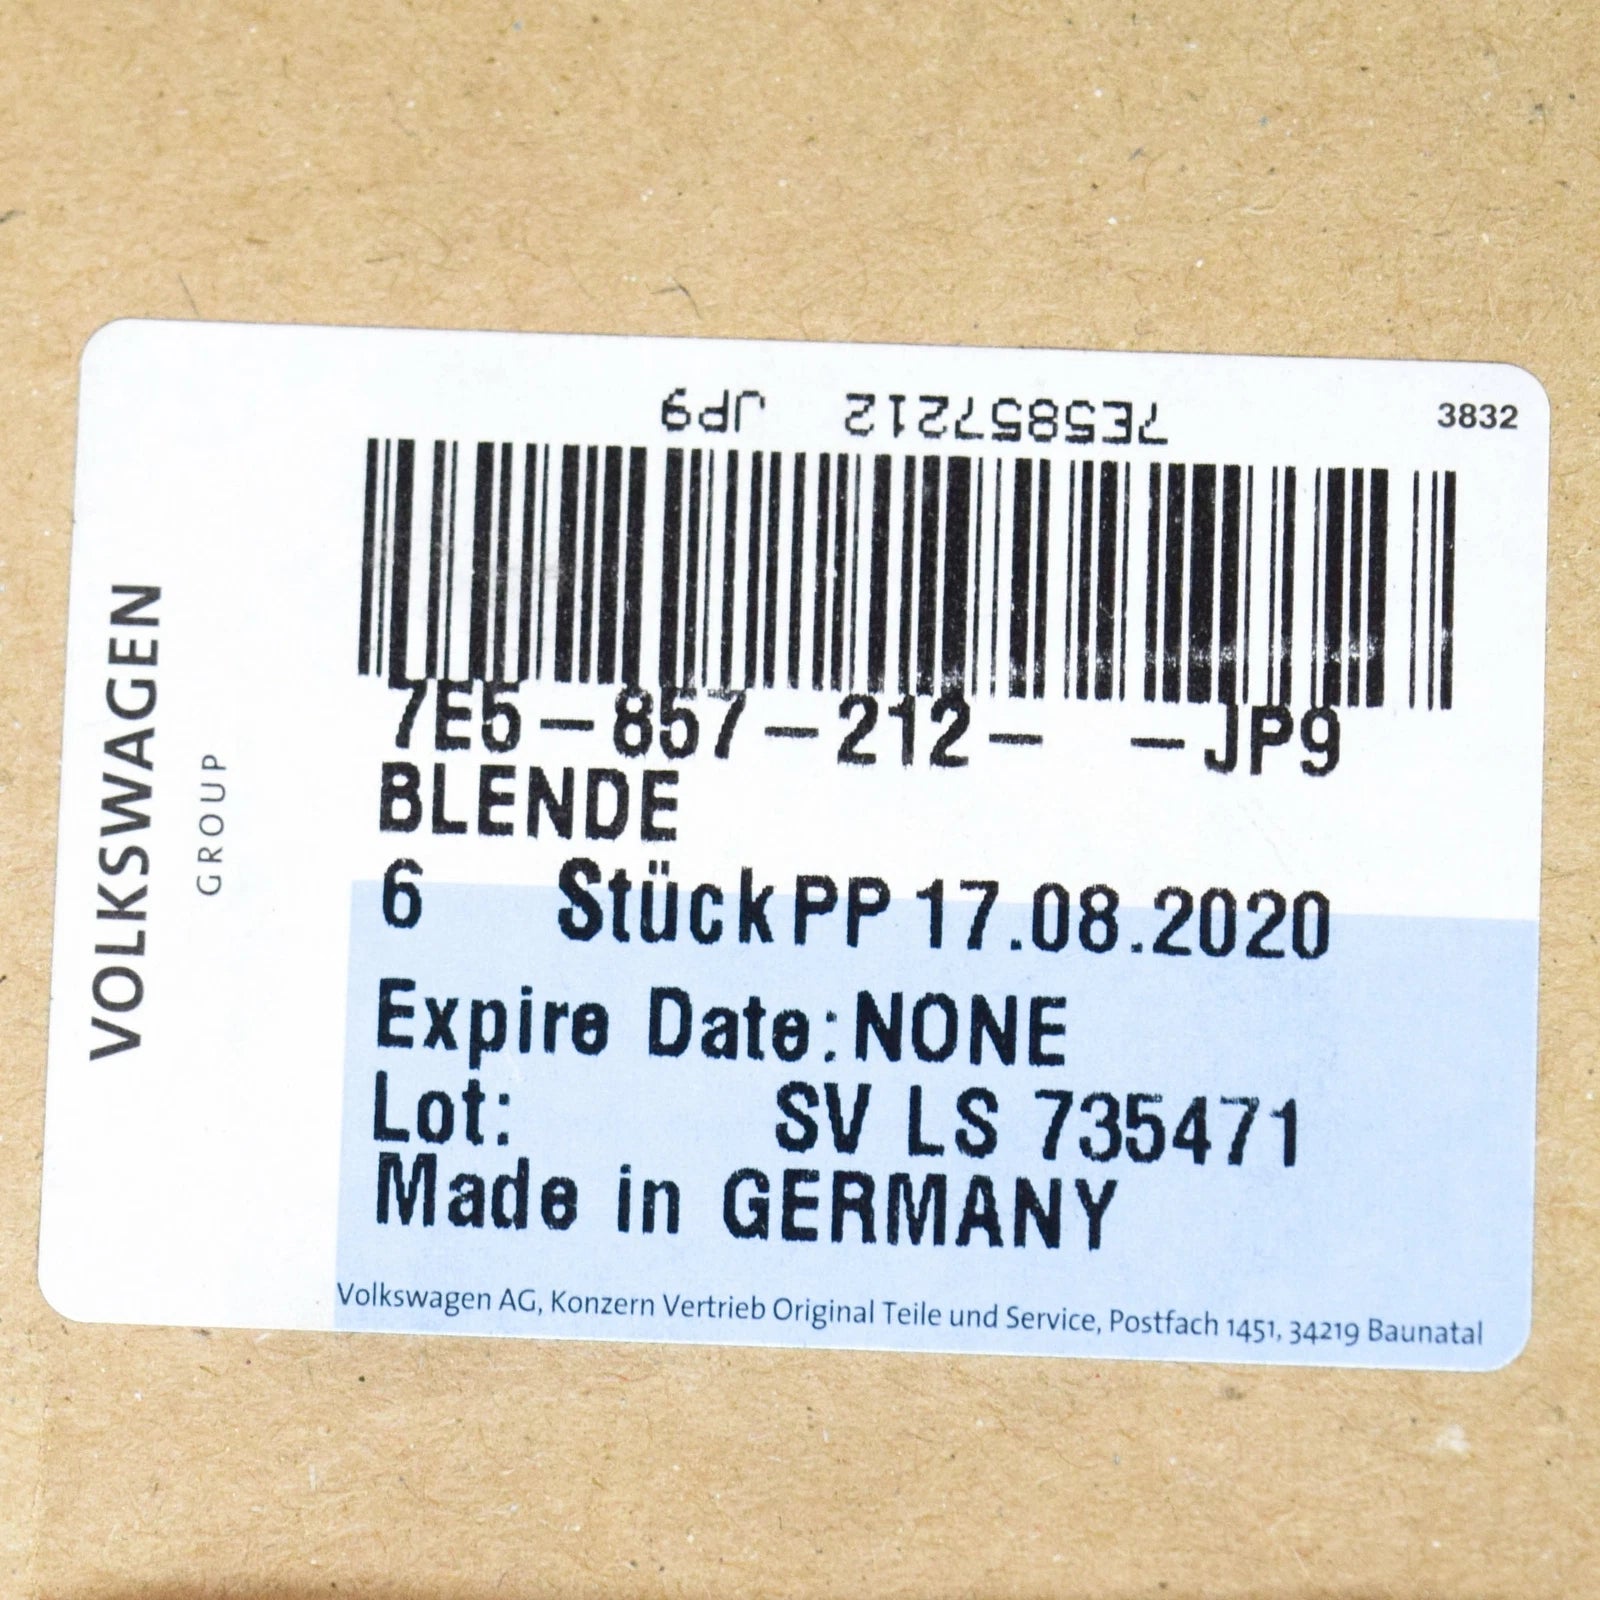 7E5857212 JP9
3832
7E5-857-212- -JP9
BLENDE
6 Stück PP 17.08.2020
Expire Date:NONE
Lot: SV LS 735471
Made in GERMANY
Volkswagen AG, Konzern Vertrieb Original Teile und Service, Postfach 1451, 34219 Baunatal
VOLKSWAGEN
GROUP